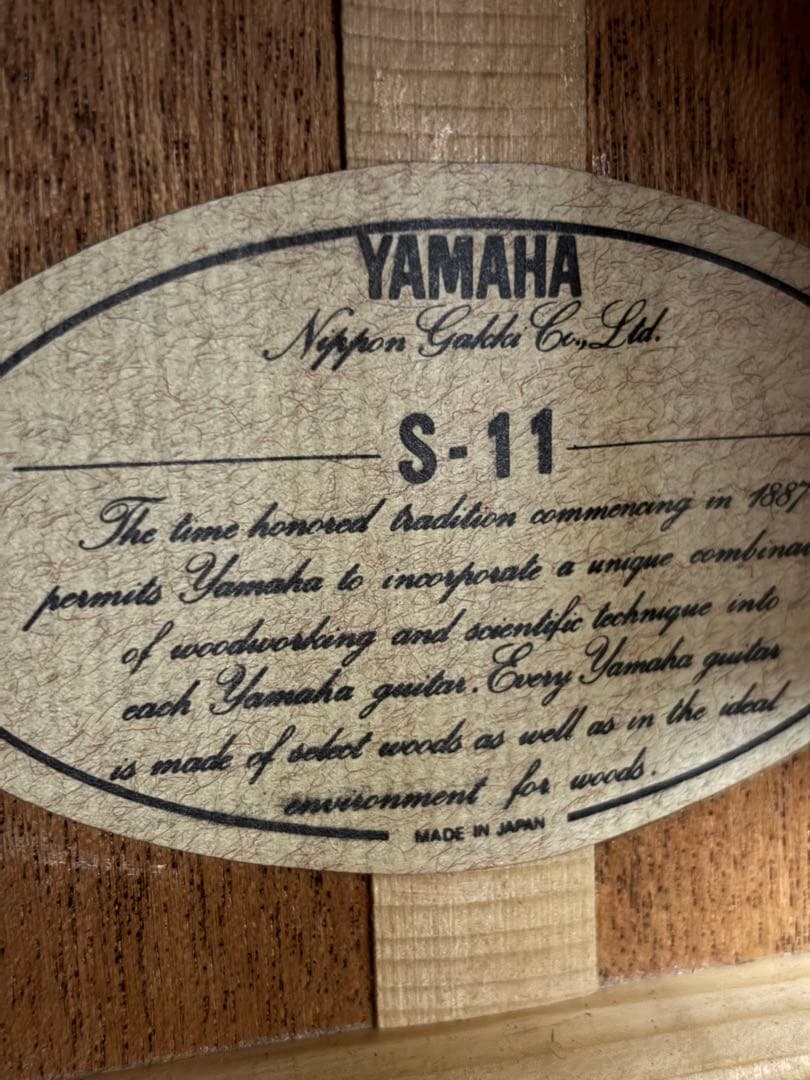 YAMAHA
Nippon Gakki Co., Ltd.
S-11
The time honored tradition commencing in 1887
permits Yamaha to incorporate a unique combinat
of woodworking and scientific technique into
each Yamaha guitar. Every Yamaha guitar
is made of select woods as well as in the ideal
environment for woods.
MADE IN JAPAN